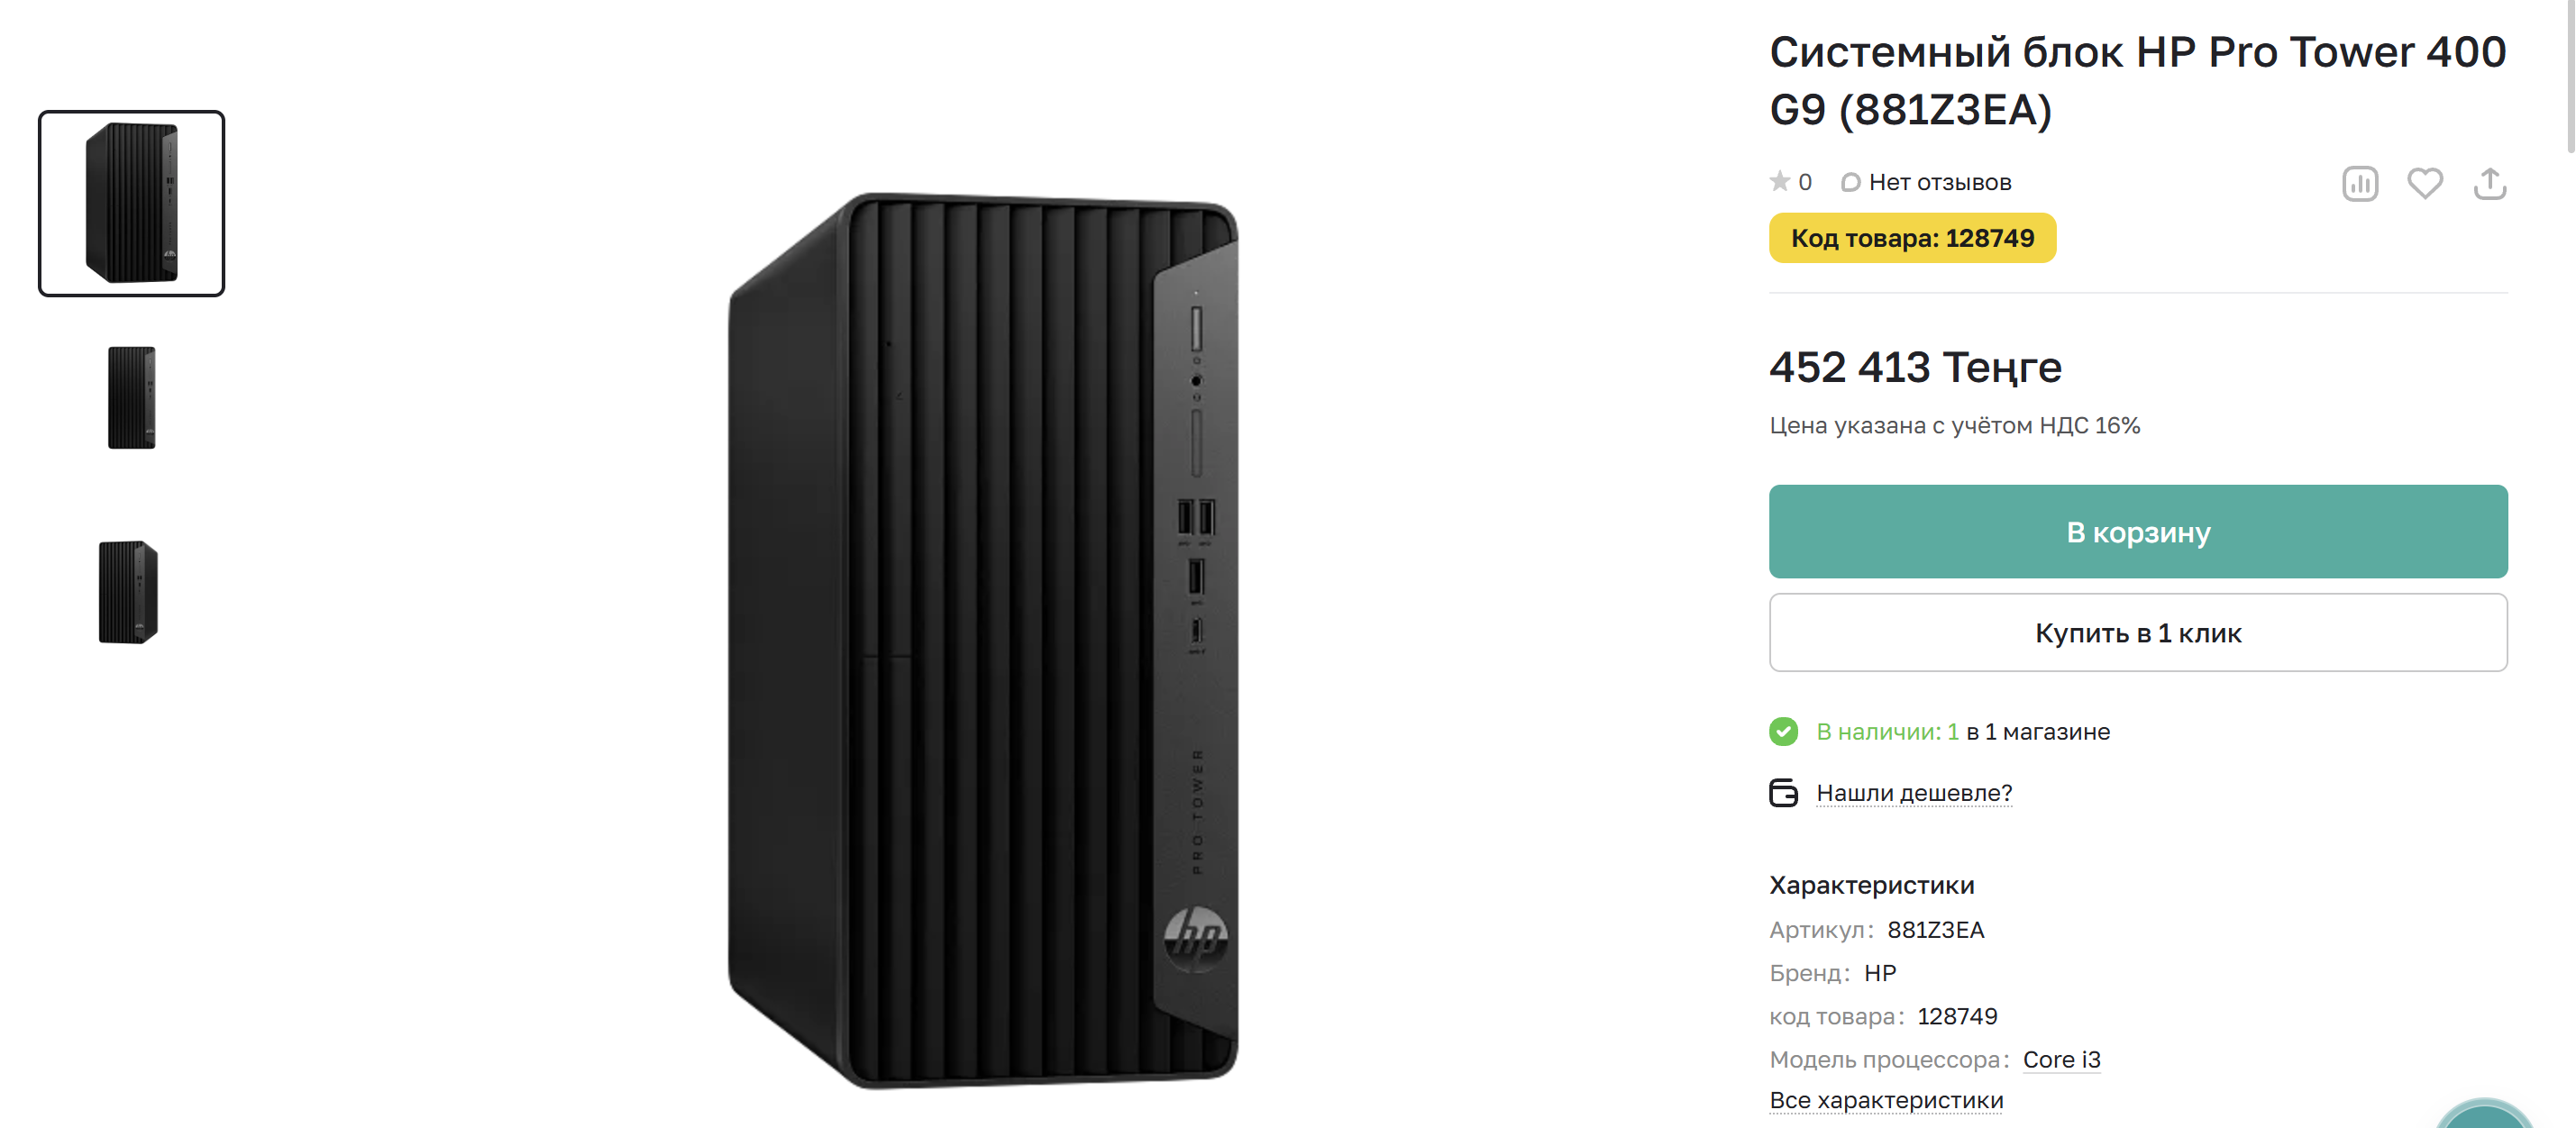 Системный блок HP Pro Tower 400
G9 (881Z3EA)
0 Нет отзывов
Код товара: 128749
452 413 Теңге
Цена указана с учётом НДС 16%
В корзину
Купить в 1 клик
В наличии: 1 в 1 магазине
Нашли дешевле?
Характеристики
Артикул: 881Z3EA
Бренд: HP
код товара: 128749
Модель процессора: Core i3
Все характеристики
PRO TOWER
hp